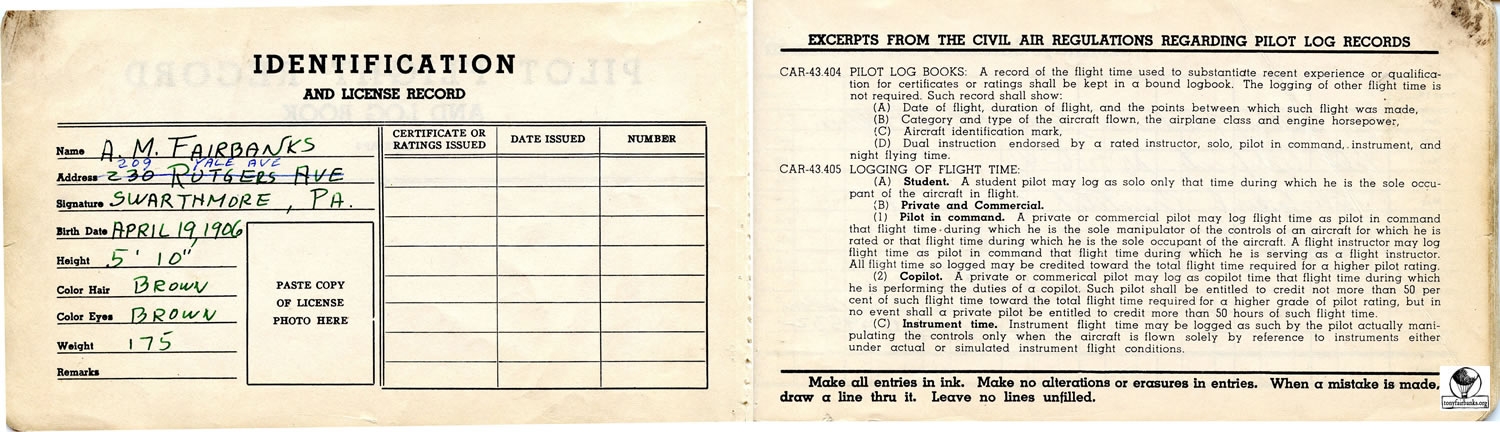 IDENTIFICATION
AND LICENSE RECORD
Name A. M. FAIRBANKS
209 YALE AVE
Address 230 RUTGERS AVE
Signature SWARTHMORE, PA.
Birth Date APRIL 19, 1906
Height 5' 10"
Color Hair BROWN
Color Eyes BROWN
Weight 175
Remarks
PASTE COPY
OF LICENSE
PHOTO HERE
CERTIFICATE OR
RATINGS ISSUED
DATE ISSUED
NUMBER
EXCERPTS FROM THE CIVIL AIR REGULATIONS REGARDING PILOT LOG RECORDS
CAR-43.404 PILOT LOG BOOKS: A record of the flight time used to substantiate recent experience or qualifica-
tion for certificates or ratings shall be kept in a bound logbook. The logging of other flight time is
not required. Such record shall show:
(A) Date of flight, duration of flight, and the points between which such flight was made,
(B) Category and type of the aircraft flown, the airplane class and engine horsepower,
(C) Aircraft identification mark,
(D) Dual instruction endorsed by a rated instructor, solo, pilot in command, instrument, and
night flying time.
CAR-43.405 LOGGING OF FLIGHT TIME:
(A) Student. A student pilot may log as solo only that time during which he is the sole occu-
pant of the aircraft in flight.
(B) Private and Commercial.
(1) Pilot in command. A private or commercial pilot may log flight time as pilot in command
that flight time during which he is the sole manipulator of the controls of an aircraft for which he is
rated or that flight time during which he is the sole occupant of the aircraft. A flight instructor may log
flight time as pilot in command that flight time during which he is serving as a flight instructor.
All flight time so logged may be credited toward the total flight time required for a higher pilot rating.
(2) Copilot. A private or commerical pilot may log as copilot time that flight time during which
he is performing the duties of a copilot. Such pilot shall be entitled to credit not more than 50 per
cent of such flight time toward the total flight time required for a higher grade of pilot rating, but in
no event shall a private pilot be entitled to credit more than 50 hours of such flight time.
(C) Instrument time. Instrument flight time may be logged as such by the pilot actually mani-
pulating the controls only when the aircraft is flown solely by reference to instruments either
under actual or simulated instrument flight conditions.
Make all entries in ink. Make no alterations or erasures in entries. When a mistake is made,
draw a line thru it. Leave no lines unfilled.
tonyfairbanks.org